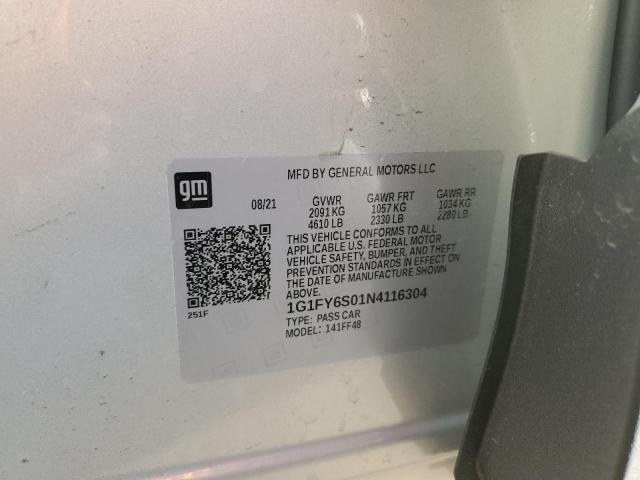 gm
MFD BY GENERAL MOTORS LLC
08/21 GVWR GAWR FRT GAWR RR
2091 KG 1057 KG 1034 KG
4610 LB 2330 LB 2280 LB
THIS VEHICLE CONFORMS TO ALL
APPLICABLE U.S. FEDERAL MOTOR
VEHICLE SAFETY, BUMPER, AND THEFT
PREVENTION STANDARDS IN EFFECT ON
THE DATE OF MANUFACTURE SHOWN
ABOVE.
251F
1G1FY6S01N4116304
TYPE: PASS CAR
MODEL: 141FF48